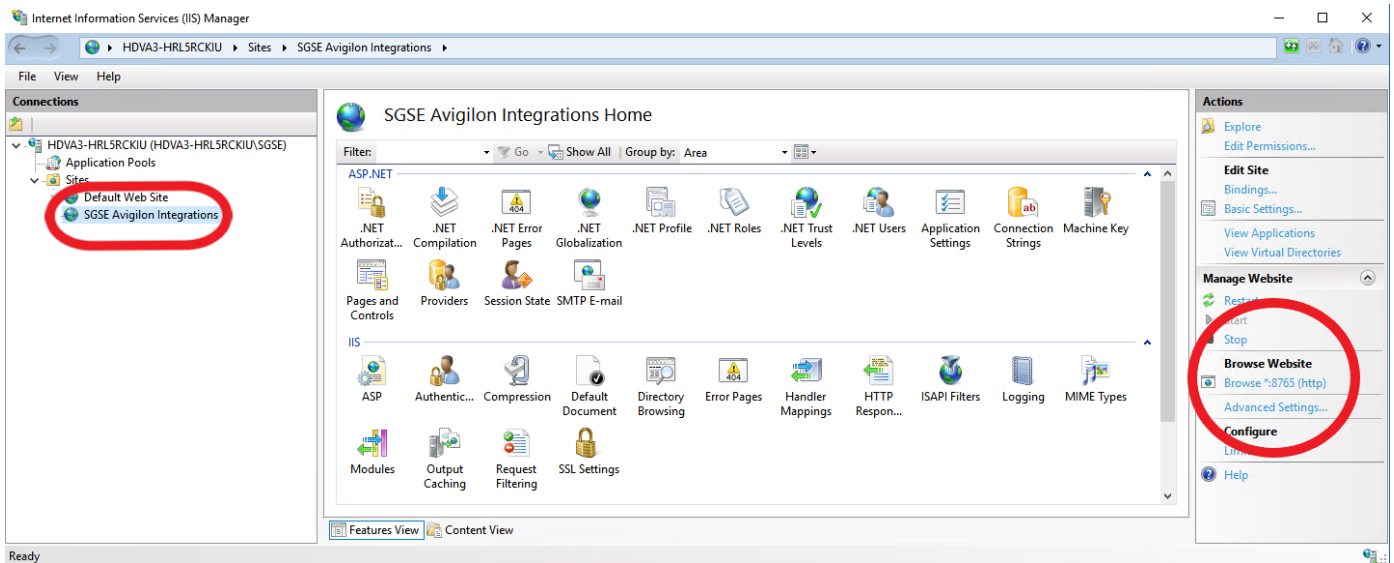 Internet Information Services (IIS) Manager
HDVA3-HRL5RCKIU Sites SGSE Avigilon Integrations
File View Help
Connections
HDVA3-HRL5RCKIU (HDVA3-HRL5RCKIU\SGSE)
Application Pools
Sites
Default Web Site
SGSE Avigilon Integrations
SGSE Avigilon Integrations Home
Filter: Go Show All Group by: Area
ASP.NET
.NET Authorizat... .NET Compilation .NET Error Pages .NET Globalization .NET Profile .NET Roles .NET Trust Levels .NET Users Application Settings Connection Strings Machine Key
Pages and Controls Providers Session State SMTP E-mail
IIS
ASP Authentic... Compression Default Document Directory Browsing Error Pages Handler Mappings HTTP Respon... ISAPI Filters Logging MIME Types
Modules Output Caching Request Filtering SSL Settings
Features View Content View
Ready
Actions
Explore
Edit Permissions...
Edit Site
Bindings...
Basic Settings...
View Applications
View Virtual Directories
Manage Website
Restart
Start
Stop
Browse Website
Browse *:8765 (http)
Advanced Settings...
Configure
Help